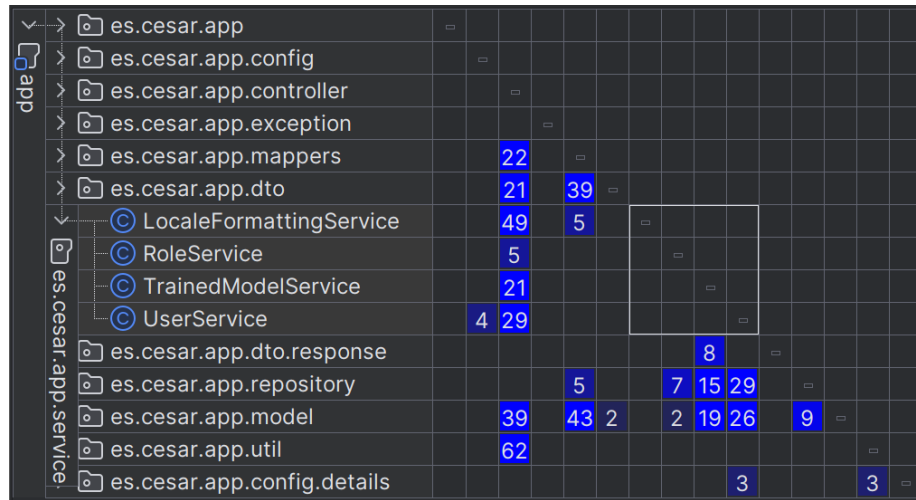 es.cesar.app
es.cesar.app.config
es.cesar.app.controller
es.cesar.app.exception
es.cesar.app.mappers 22
es.cesar.app.dto 21 39
LocaleFormattingService 49 5
RoleService 5
TrainedModelService 21
UserService 4 29
es.cesar.app.dto.response 8
es.cesar.app.repository 5 7 15 29
es.cesar.app.model 39 43 2 2 19 26 9
es.cesar.app.util 62
es.cesar.app.config.details 3 3
app
es.cesar.app.service.